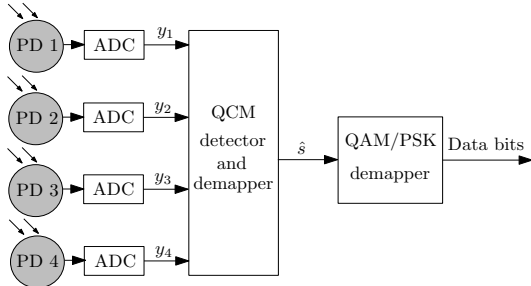 PD 1
ADC
y1
PD 2
ADC
y2
PD 3
ADC
y3
PD 4
ADC
y4
QCM
detector
and
demapper
ŝ
QAM/PSK
demapper
Data bits